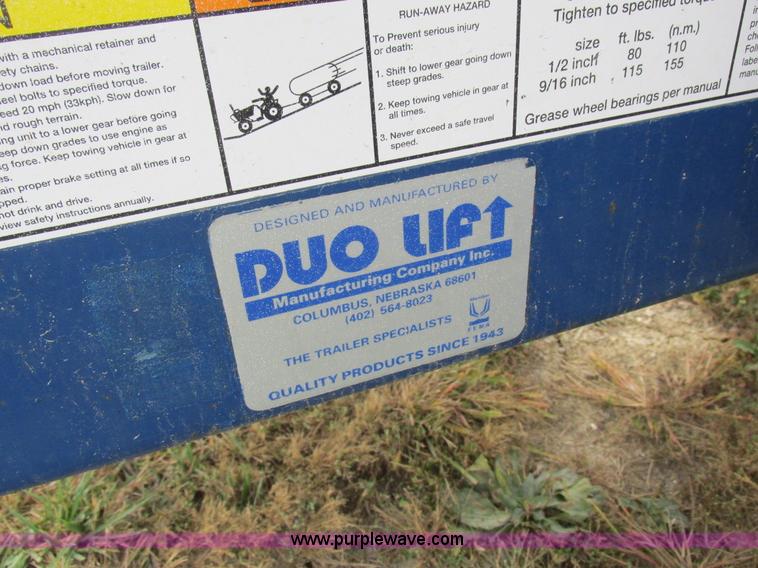 with a mechanical retainer and
ety chains.
down load before moving trailer.
eel bolts to specified torque.
eed 20 mph (33kph). Slow down for
nd rough terrain.
ng unit to a lower gear before going
eep down grades to use engine as
g force. Keep towing vehicle in gear at
es.
ain proper brake setting at all times if so
pped.
not drink and drive.
view safety instructions annually.
RUN-AWAY HAZARD
To Prevent serious injury
or death:
1. Shift to lower gear going down
steep grades.
2. Keep towing vehicle in gear at
all times.
3. Never exceed a safe travel
speed.
Tighten to specified torque
size ft. lbs. (n.m.)
1/2 inch 80 110
9/16 inch 115 155
Grease wheel bearings per manual
DESIGNED AND MANUFACTURED BY
DUO LIFT
Manufacturing Company Inc.
COLUMBUS, NEBRASKA 68601
(402) 564-8023
Member
FEMA
THE TRAILER SPECIALISTS
QUALITY PRODUCTS SINCE 1943
www.purplewave.com